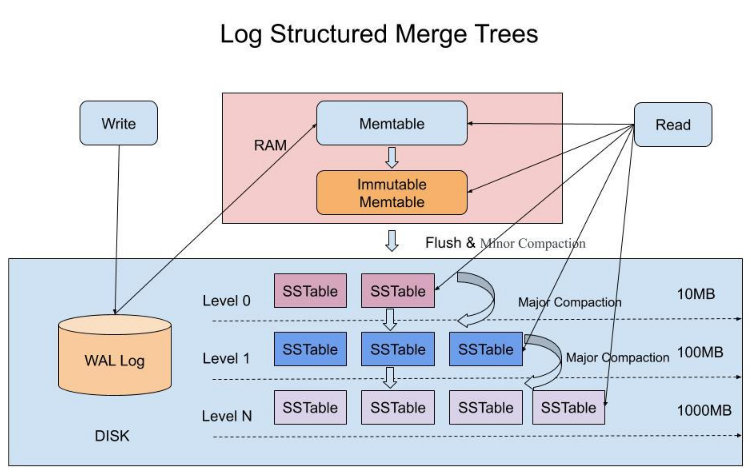 Log Structured Merge Trees
Write
Memtable
Read
RAM
Immutable
Memtable
Flush & Minor Compaction
Level 0
SSTable
SSTable
Major Compaction
10MB
WAL Log
Level 1
SSTable
SSTable
SSTable
Major Compaction
100MB
Level N
SSTable
SSTable
SSTable
SSTable
1000MB
DISK